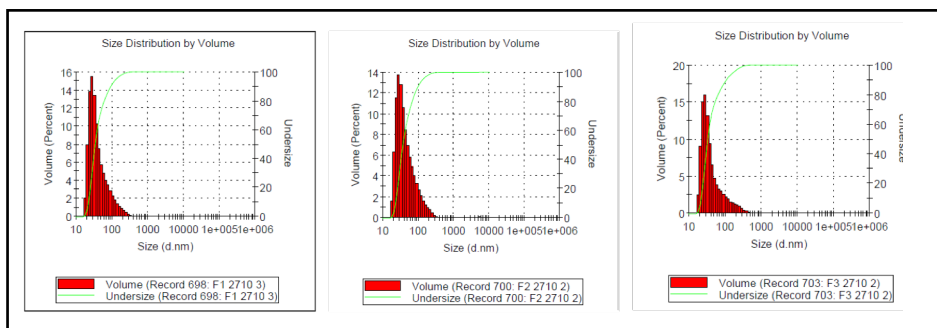 Size Distribution by Volume
16
14
12
10
8
6
4
2
0
Volume (Percent)
100
80
60
40
20
0
Undersize
10 100 1000 10000 1e+0051e+006
Size (d.nm)
Volume (Record 698: F1 2710 3)
Undersize (Record 698: F1 2710 3)
Size Distribution by Volume
14
12
10
8
6
4
2
0
Volume (Percent)
100
80
60
40
20
0
Undersize
10 100 1000 10000 1e+0051e+006
Size (d.nm)
Volume (Record 700: F2 2710 2)
Undersize (Record 700: F2 2710 2)
Size Distribution by Volume
20
15
10
5
0
Volume (Percent)
100
80
60
40
20
0
Undersize
10 100 1000 10000 1e+0051e+006
Size (d.nm)
Volume (Record 703: F3 2710 2)
Undersize (Record 703: F3 2710 2)